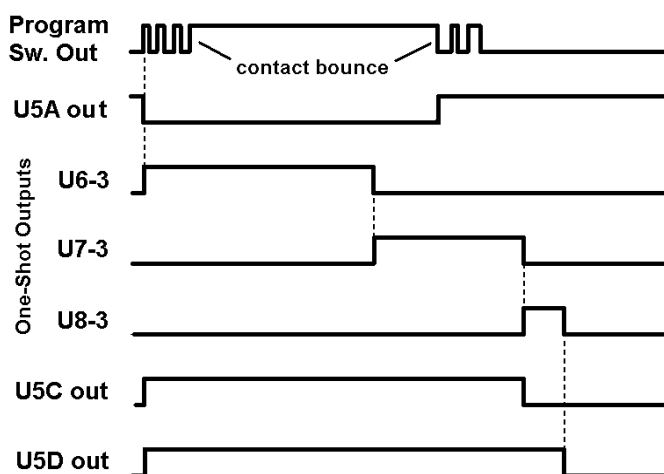 Program
Sw. Out
contact bounce
U5A out
One-Shot Outputs
U6-3
U7-3
U8-3
U5C out
U5D out